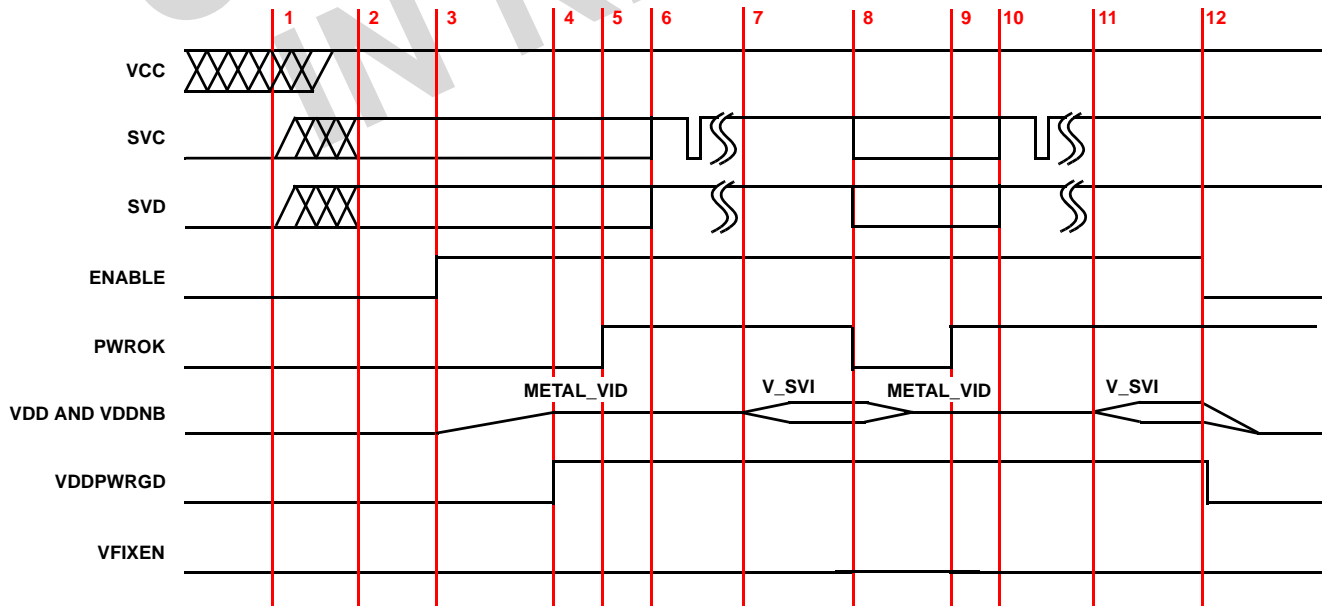 1 2 3 4 5 6 7 8 9 10 11 12
VCC
SVC
SVD
ENABLE
PWROK
METAL_VID V_SVI METAL_VID V_SVI
VDD AND VDDNB
VDDPWRGD
VFIXEN